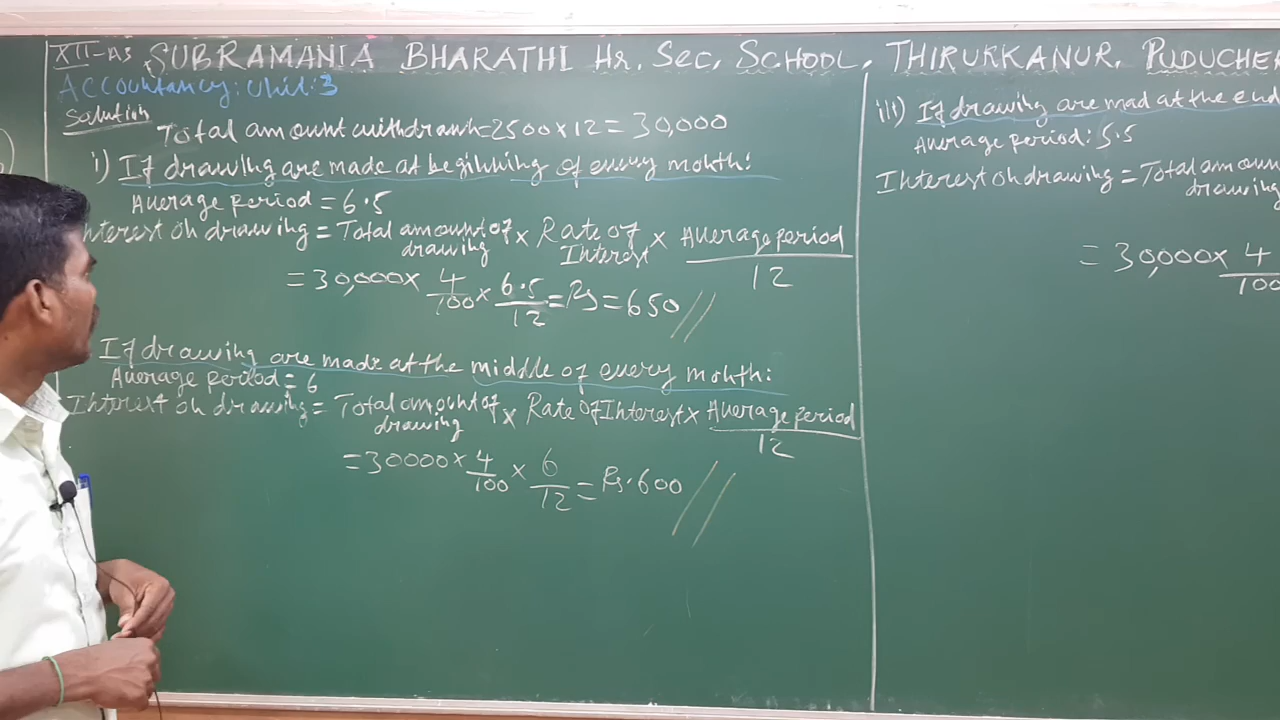 XII-A3 SUBRAMANIA BHARATHI Hr. Sec. SCHOOL, THIRUKKANUR. PUDUCHE
Accountancy: Unit: 3
Solution
Total amount withdrawn = 2500 × 12 = 30,000
i) If drawing are made at beginning of every month:
Average period = 6.5
Interest on drawing = Total amount of drawing × Rate of Interest × Average period / 12
= 30,000 × 4/100 × 6.5/12 = Rs = 650 //
If drawing are made at the middle of every month:
Average period = 6
Interest on drawing = Total amount of drawing × Rate of Interest × Average period / 12
= 30000 × 4/100 × 6/12 = Rs. 600 //
iii) If drawing are mad at the end
Average period: 5.5
Interest on drawing = Total amoun drawing
= 30,000 × 4/100